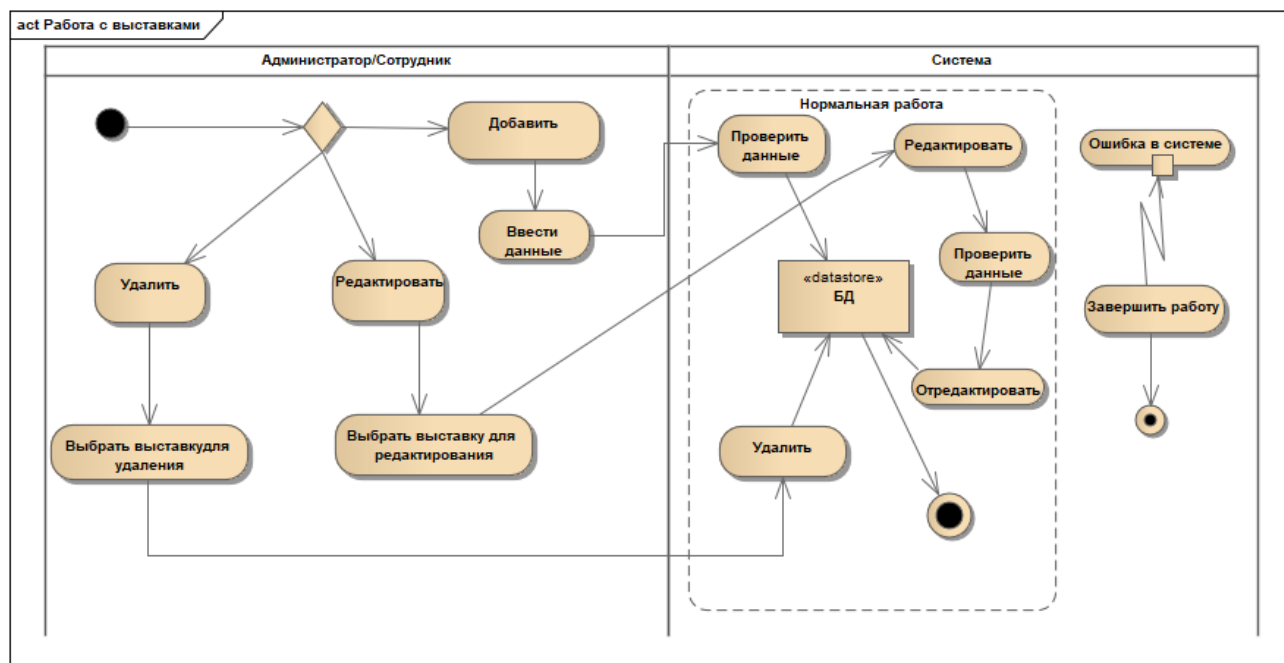 act Работа с выставками
Администратор/Сотрудник
Система
Добавить
Ввести
данные
Удалить
Редактировать
Выбрать выставкудля
удаления
Выбрать выставку для
редактирования
Нормальная работа
Проверить
данные
Редактировать
Проверить
данные
«datastore»
БД
Отредактировать
Удалить
Ошибка в системе
Завершить работу